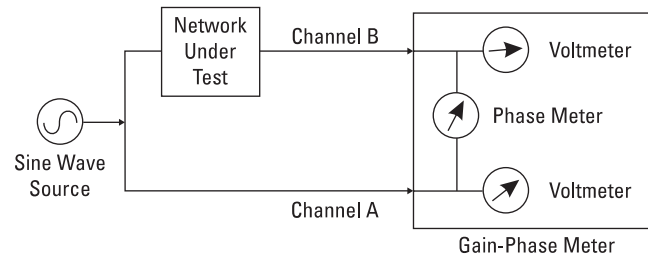 Network
Under
Test
Channel B
Voltmeter
Phase Meter
Sine Wave
Source
Voltmeter
Channel A
Gain-Phase Meter